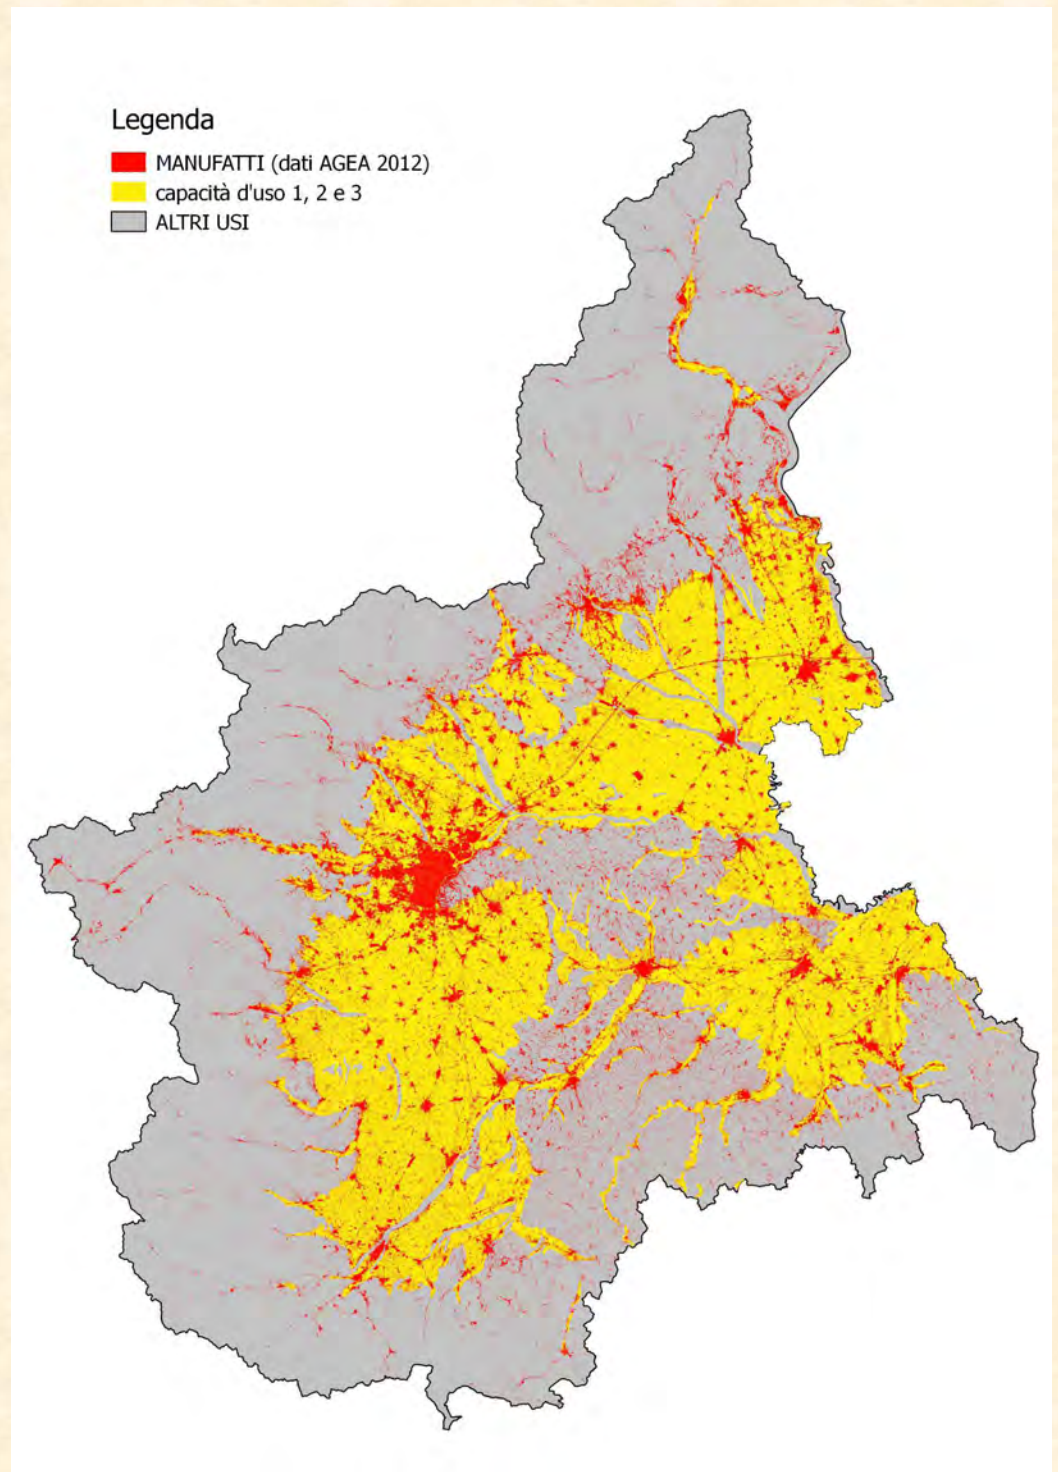 Legenda
MANUFATTI (dati AGEA 2012)
capacità d'uso 1, 2 e 3
ALTRI USI